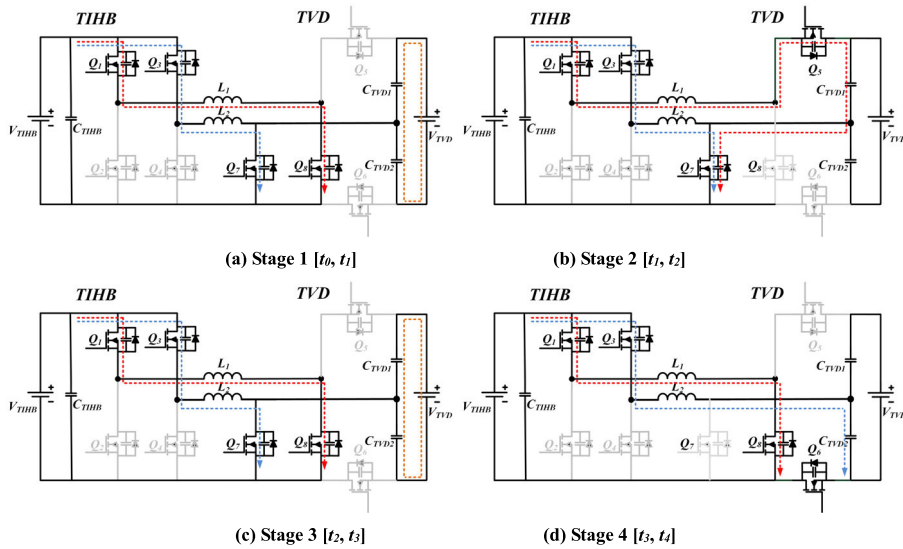 TIHB TVD
Q5
Q1 Q3
L1
CTVD1
L2
VTIHB CTIHB
VTVD
Q2 Q4 Q7 Q8 CTVD2
Q6
(a) Stage 1 [t0, t1]
TIHB TVD
Q5
Q1 Q3
L1
CTVD1
L2
VTIHB CTIHB
Q2 Q4 Q7 Q8 CTVD2
Q6
(b) Stage 2 [t1, t2]
TIHB TVD
Q5
Q1 Q3
L1
CTVD1
L2
VTIHB CTIHB
VTVD
Q2 Q4 Q7 Q8 CTVD2
Q6
(c) Stage 3 [t2, t3]
TIHB TVD
Q5
Q1 Q3
L1
CTVD1
L2
VTIHB CTIHB
Q2 Q4 Q7 Q8 CTVD2
Q6
(d) Stage 4 [t3, t4]